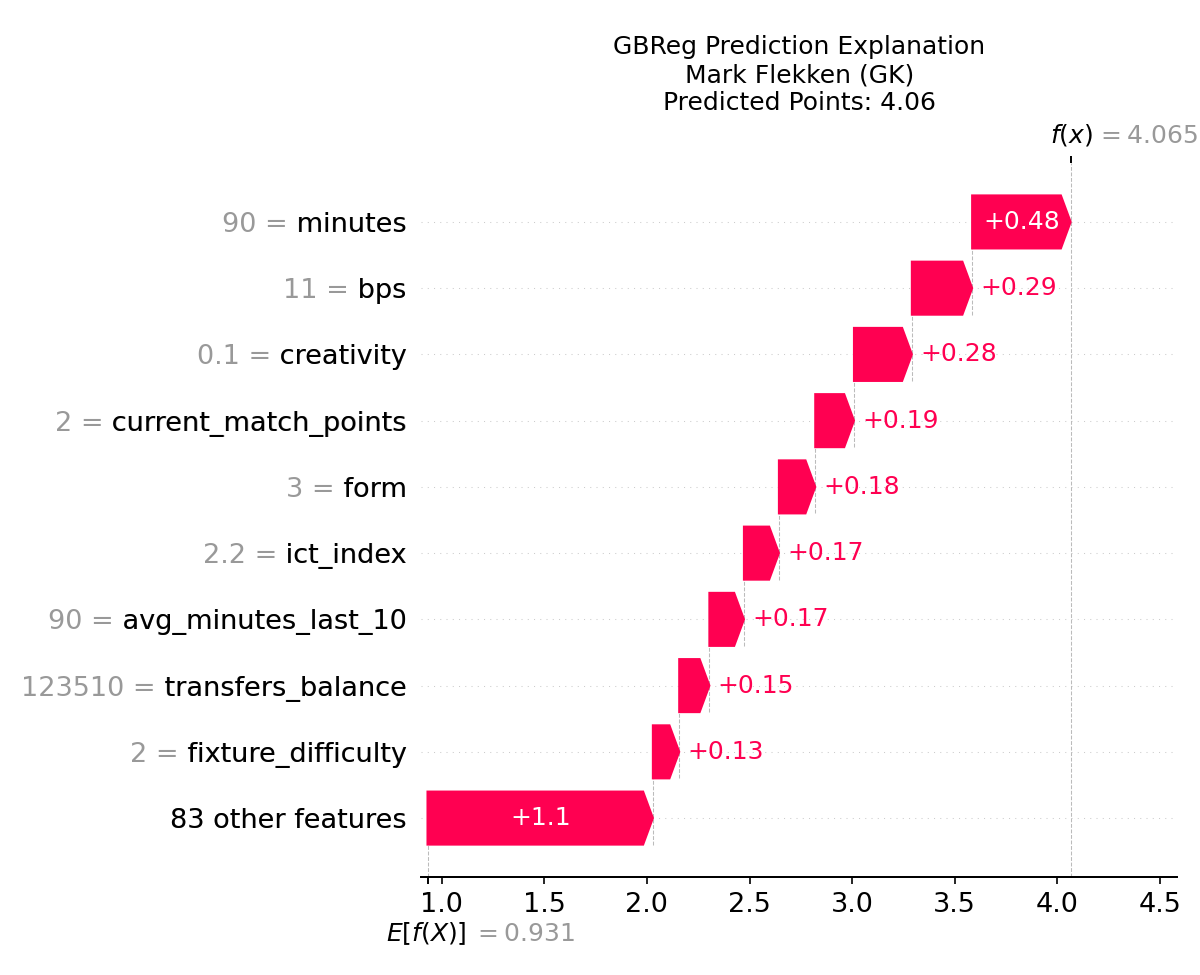 GBReg Prediction Explanation
Mark Flekken (GK)
Predicted Points: 4.06
f(x) = 4.065
90 = minutes +0.48
11 = bps +0.29
0.1 = creativity +0.28
2 = current_match_points +0.19
3 = form +0.18
2.2 = ict_index +0.17
90 = avg_minutes_last_10 +0.17
123510 = transfers_balance +0.15
2 = fixture_difficulty +0.13
83 other features +1.1
1.0 1.5 2.0 2.5 3.0 3.5 4.0 4.5
E[f(X)] = 0.931